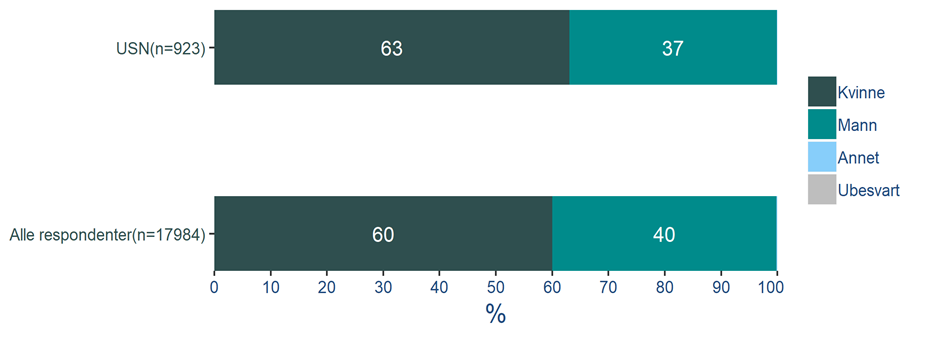 USN(n=923)
63
37
Kvinne
Mann
Annet
Ubesvart
Alle respondenter(n=17984)
60
40
0 10 20 30 40 50 60 70 80 90 100
%